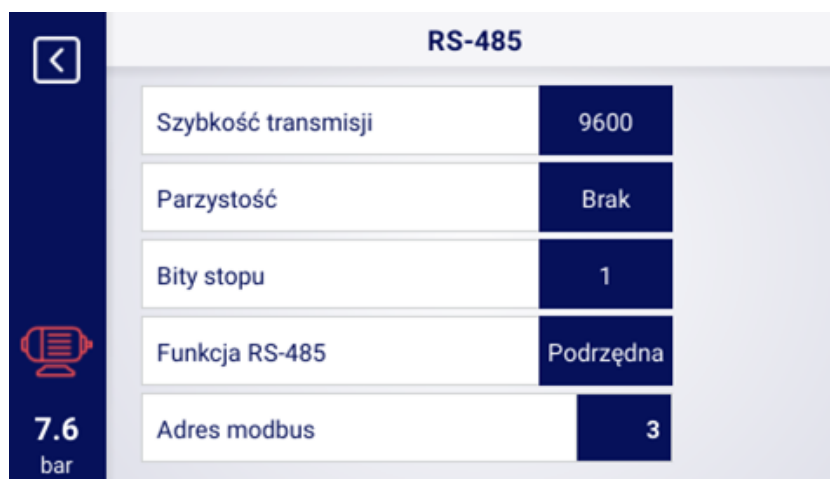 RS-485
Szybkość transmisji 9600
Parzystość Brak
Bity stopu 1
Funkcja RS-485 Podrzędna
Adres modbus 3
7.6
bar